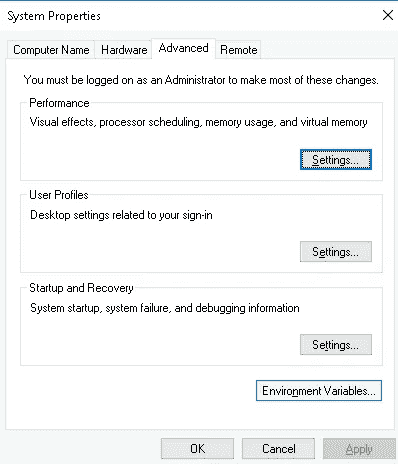 System Properties
Computer Name Hardware Advanced Remote
You must be logged on as an Administrator to make most of these changes.
Performance
Visual effects, processor scheduling, memory usage, and virtual memory
Settings...
User Profiles
Desktop settings related to your sign-in
Settings...
Startup and Recovery
System startup, system failure, and debugging information
Settings...
Environment Variables...
OK Cancel Apply